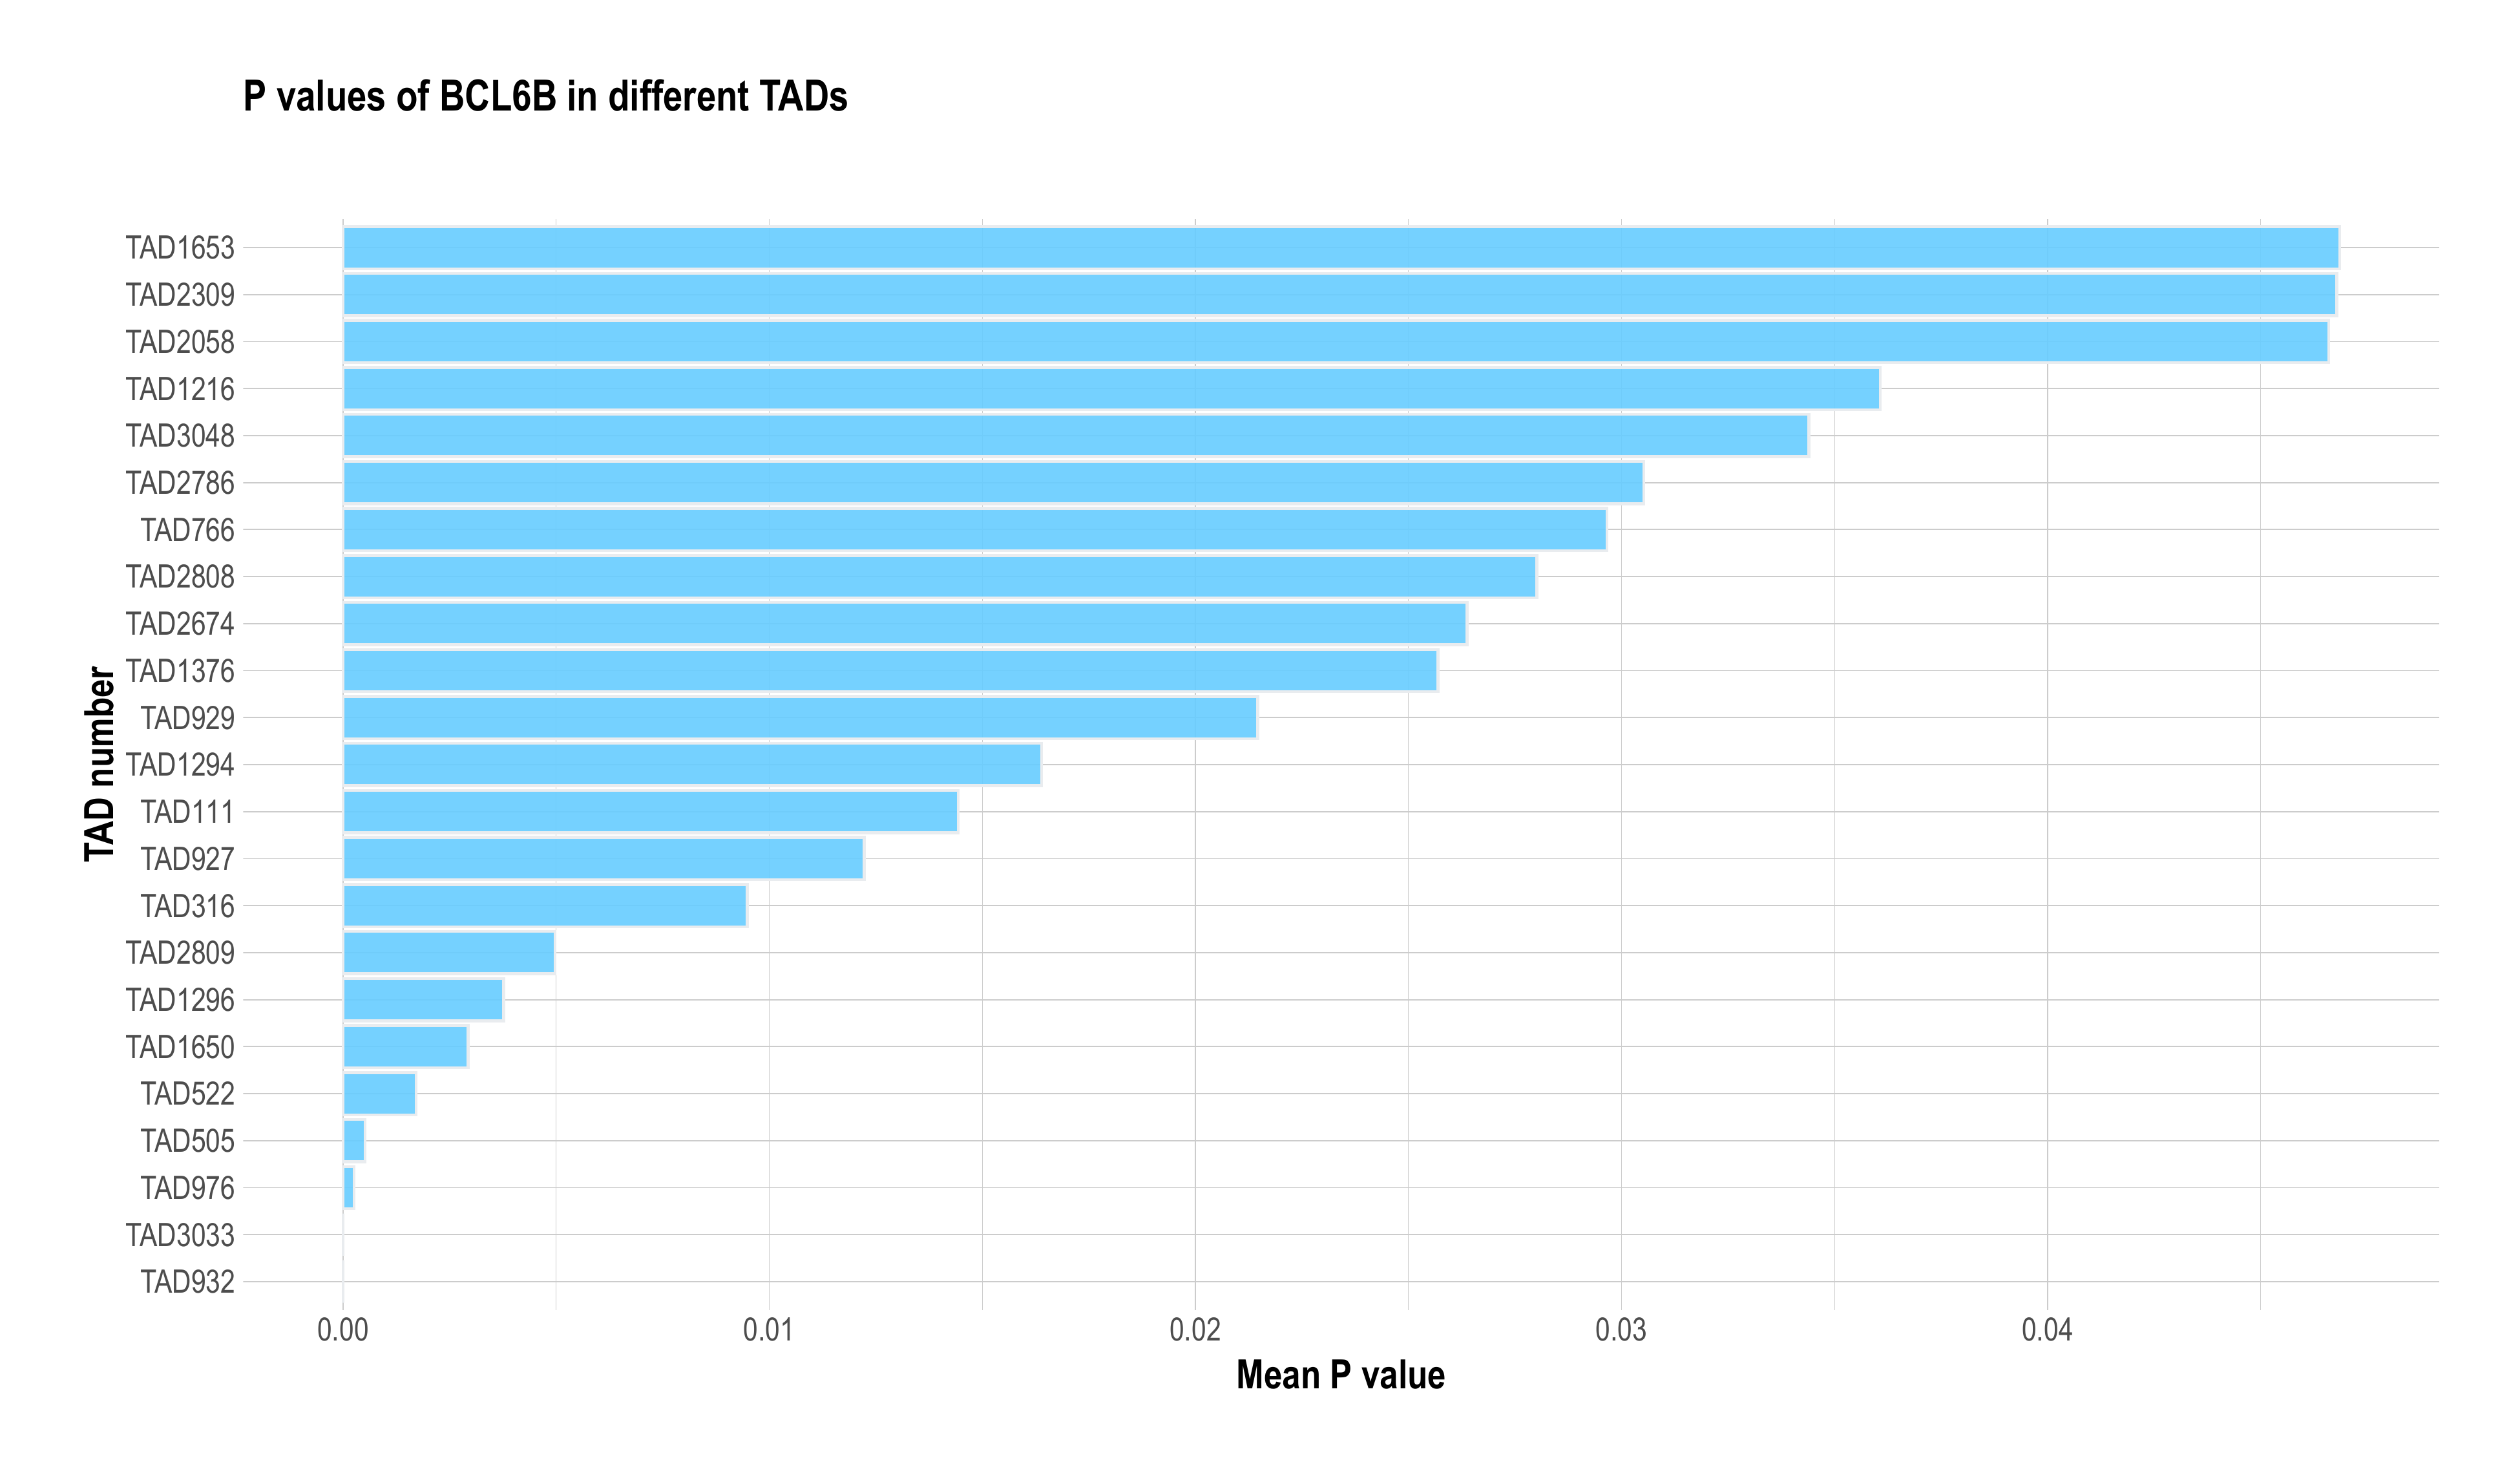 P values of BCL6B in different TADs
TAD number
TAD1653
TAD2309
TAD2058
TAD1216
TAD3048
TAD2786
TAD766
TAD2808
TAD2674
TAD1376
TAD929
TAD1294
TAD111
TAD927
TAD316
TAD2809
TAD1296
TAD1650
TAD522
TAD505
TAD976
TAD3033
TAD932
0.00 0.01 0.02 0.03 0.04
Mean P value